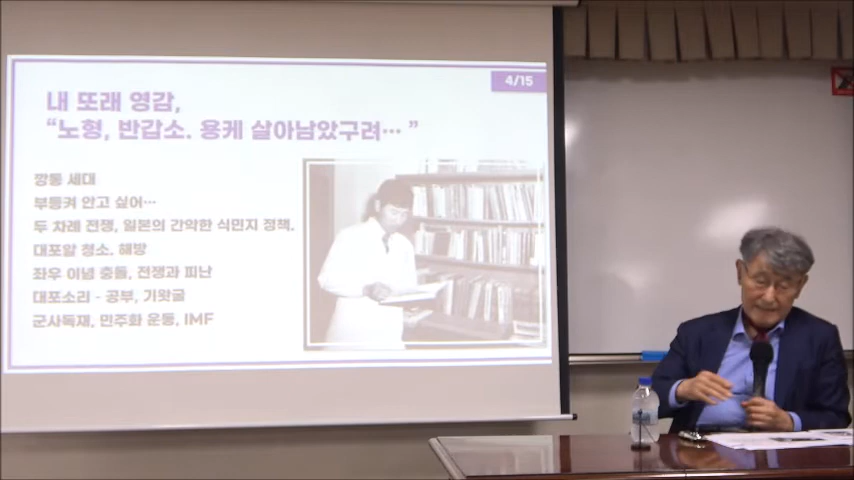 4/15
내 또래 영감,
“노형, 반갑소. 용케 살아남았구려… ”
깡통 세대
부등켜 안고 싶어…
두 차례 전쟁, 일본의 간악한 식민지 정책,
대포알 청소. 해방
좌우 이념 충돌, 전쟁과 피난
대포소리 - 공부, 기왓굴
군사독재, 민주화 운동, IMF